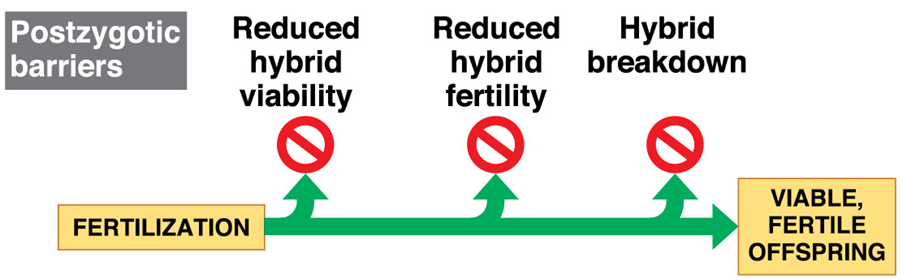 Postzygotic
barriers
Reduced
hybrid
viability
Reduced
hybrid
fertility
Hybrid
breakdown
FERTILIZATION
VIABLE,
FERTILE
OFFSPRING